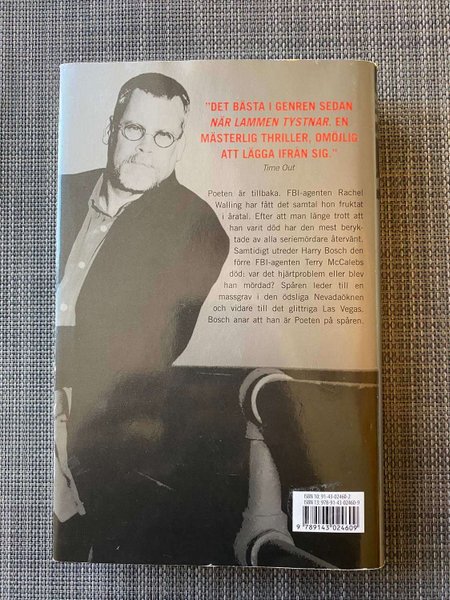 "DET BÄSTA I GENREN SEDAN
NÄR LAMMEN TYSTNAR. EN
MÄSTERLIG THRILLER, OMÖJLIG
ATT LÄGGA IFRÅN SIG."
Time Out
Poeten är tillbaka. FBI-agenten Rachel
Walling har fått det samtal hon fruktat
i åratal. Efter att man länge trott att
han varit död har den mest beryk-
tade av alla seriemördare återvänt.
Samtidigt utreder Harry Bosch den
förre FBI-agenten Terry McCalebs
död: var det hjärtproblem eller blev
han mördad? Spåren leder till en
massgrav i den ödsliga Nevadaöknen
och vidare till det glittriga Las Vegas.
Bosch anar att han är Poeten på spåren.
ISBN 10: 91-43-02460-2
ISBN 13: 978-91-43-02460-9
9 789143 024609